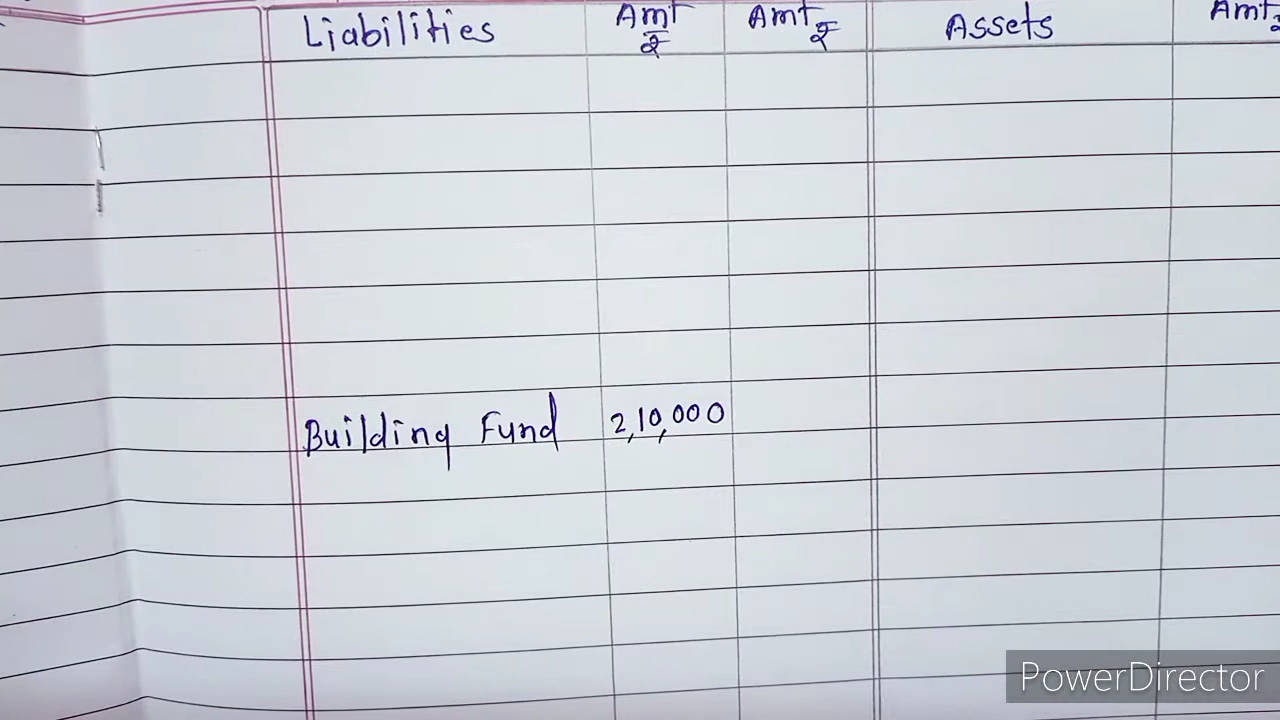 Liabilities Amt ₹ Amt ₹ Assets Amt ₹
Building Fund 2,10,000
PowerDirector